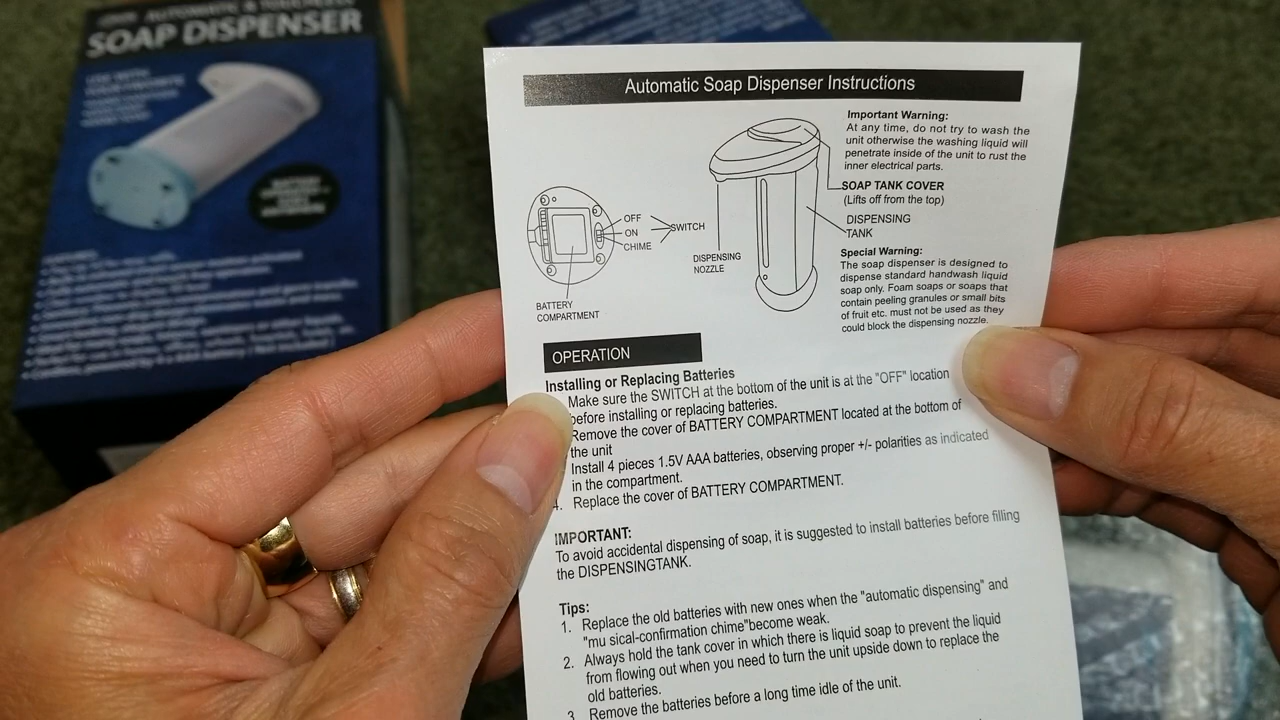 AUTOMATIC & TOUCHLESS
SOAP DISPENSER
USE WITH
Automatic Soap Dispenser Instructions
Important Warning:
At any time, do not try to wash the
unit otherwise the washing liquid will
penetrate inside of the unit to rust the
inner electrical parts.
SOAP TANK COVER
(Lifts off from the top)
DISPENSING
TANK
OFF
ON
CHIME
SWITCH
DISPENSING
NOZZLE
BATTERY
COMPARTMENT
Special Warning:
The soap dispenser is designed to
dispense standard handwash liquid
soap only. Foam soaps or soaps that
contain peeling granules or small bits
of fruit etc. must not be used as they
could block the dispensing nozzle.
OPERATION
Installing or Replacing Batteries
Make sure the SWITCH at the bottom of the unit is at the "OFF" location
before installing or replacing batteries.
Remove the cover of BATTERY COMPARTMENT located at the bottom of
the unit
Install 4 pieces 1.5V AAA batteries, observing proper +/- polarities as indicated
in the compartment.
4. Replace the cover of BATTERY COMPARTMENT.
IMPORTANT:
To avoid accidental dispensing of soap, it is suggested to install batteries before filling
the DISPENSINGTANK.
Tips:
1. Replace the old batteries with new ones when the "automatic dispensing" and
"mu sical-confirmation chime"become weak.
2. Always hold the tank cover in which there is liquid soap to prevent the liquid
from flowing out when you need to turn the unit upside down to replace the
old batteries.
3. Remove the batteries before a long time idle of the unit.